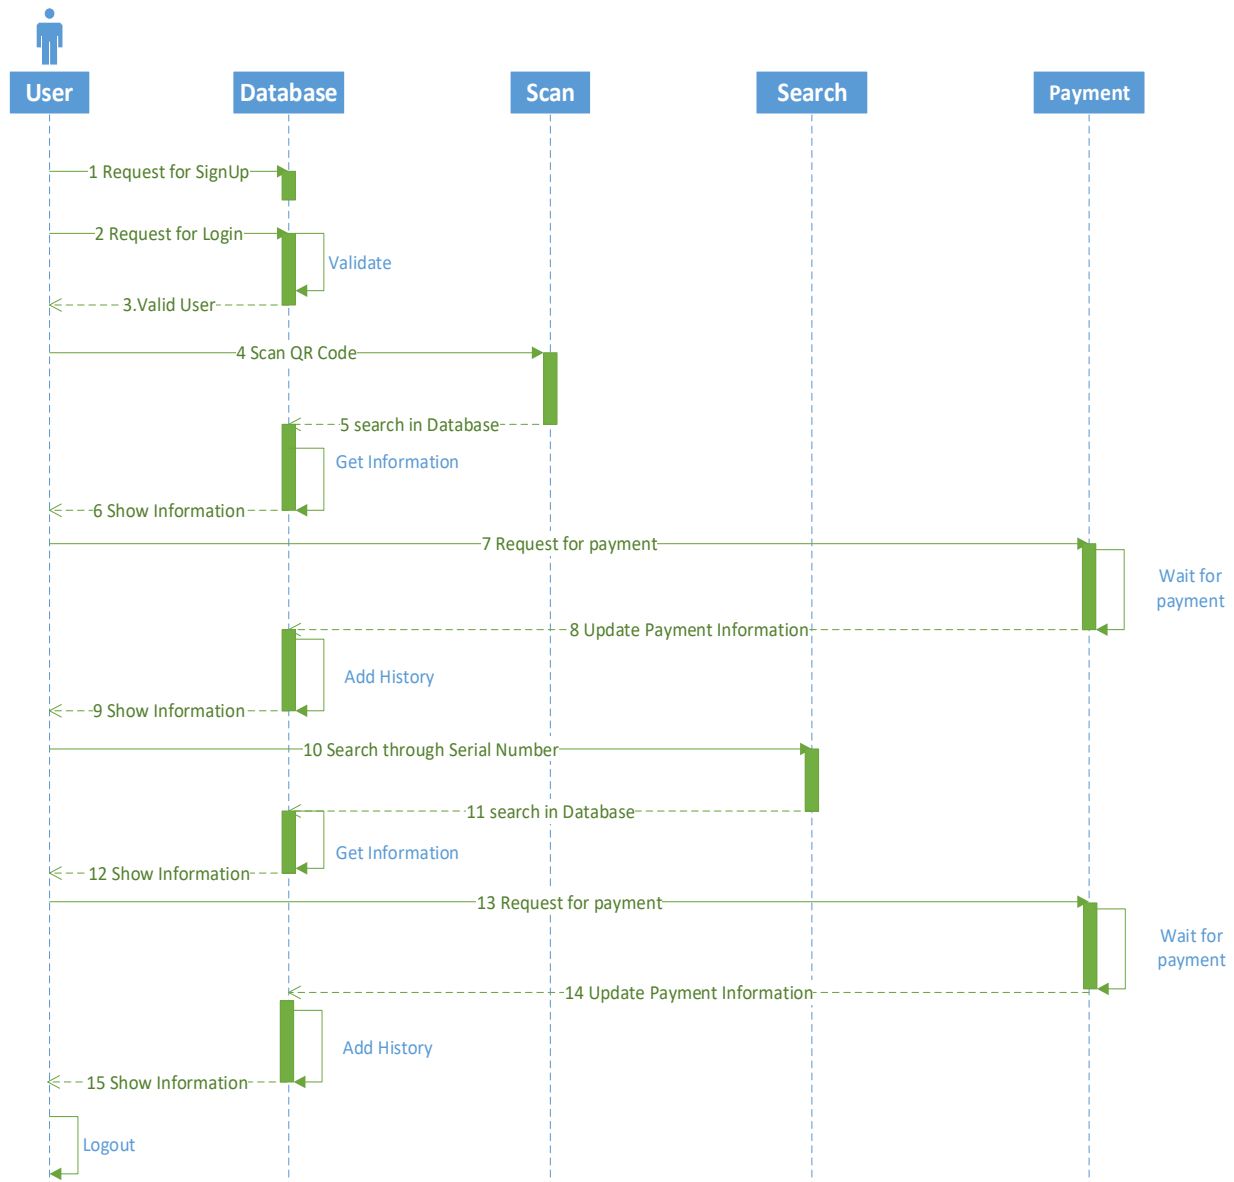 User
Database
Scan
Search
Payment
1 Request for SignUp
2 Request for Login
Validate
3.Valid User
4 Scan QR Code
5 search in Database
Get Information
6 Show Information
7 Request for payment
Wait for
payment
8 Update Payment Information
Add History
9 Show Information
10 Search through Serial Number
11 search in Database
Get Information
12 Show Information
13 Request for payment
Wait for
payment
14 Update Payment Information
Add History
15 Show Information
Logout